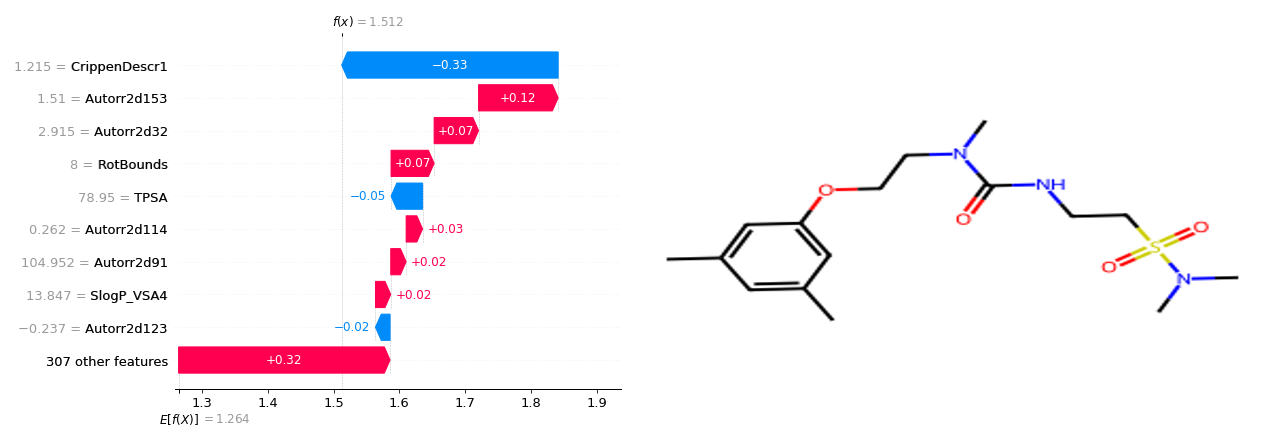 f(x) = 1.512
1.215 = CrippenDescr1 −0.33
1.51 = Autorr2d153 +0.12
2.915 = Autorr2d32 +0.07
8 = RotBounds +0.07
78.95 = TPSA −0.05
0.262 = Autorr2d114 +0.03
104.952 = Autorr2d91 +0.02
13.847 = SlogP_VSA4 +0.02
−0.237 = Autorr2d123 −0.02
307 other features +0.32
1.3 1.4 1.5 1.6 1.7 1.8 1.9
E[f(X)] = 1.264
N
O
NH
O
O
S
O
N